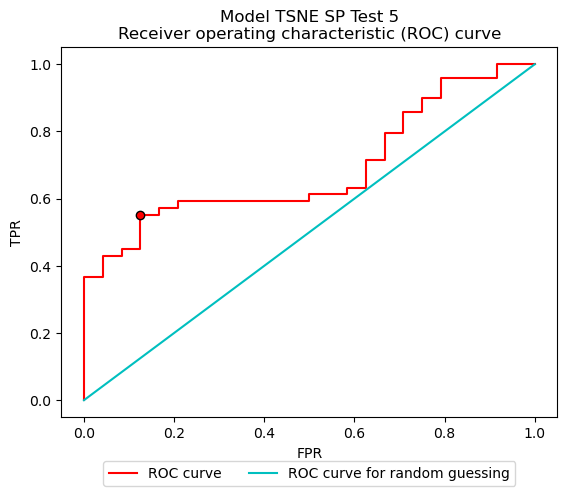 Model TSNE SP Test 5
Receiver operating characteristic (ROC) curve
TPR
1.0
0.8
0.6
0.4
0.2
0.0
0.0 0.2 0.4 0.6 0.8 1.0
FPR
ROC curve ROC curve for random guessing